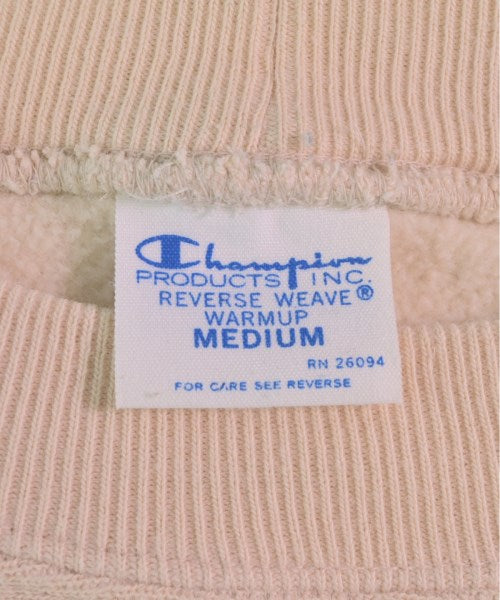 Champion
PRODUCTS INC.
REVERSE WEAVE®
WARMUP
MEDIUM
RN 26094
FOR CARE SEE REVERSE